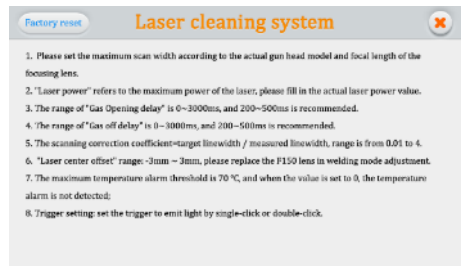 Factory reset
Laser cleaning system
1. Please set the maximum scan width according to the actual gun head model and focal length of the
focusing lens.
2. "Laser power" refers to the maximum power of the laser, please fill in the actual laser power value.
3. The range of "Gas Opening delay" is 0~3000ms, and 200~500ms is recommended.
4. The range of "Gas off delay" is 0~3000ms, and 200~500ms is recommended.
5. The scanning correction coefficient=target linewidth / measured linewidth, range is from 0.01 to 4.
6. "Laser center offset" range: -3mm ~ 3mm, please replace the F150 lens in welding mode adjustment.
7. The maximum temperature alarm threshold is 70 ℃, and when the value is set to 0, the temperature
alarm is not detected;
8. Trigger setting: set the trigger to emit light by single-click or double-click.